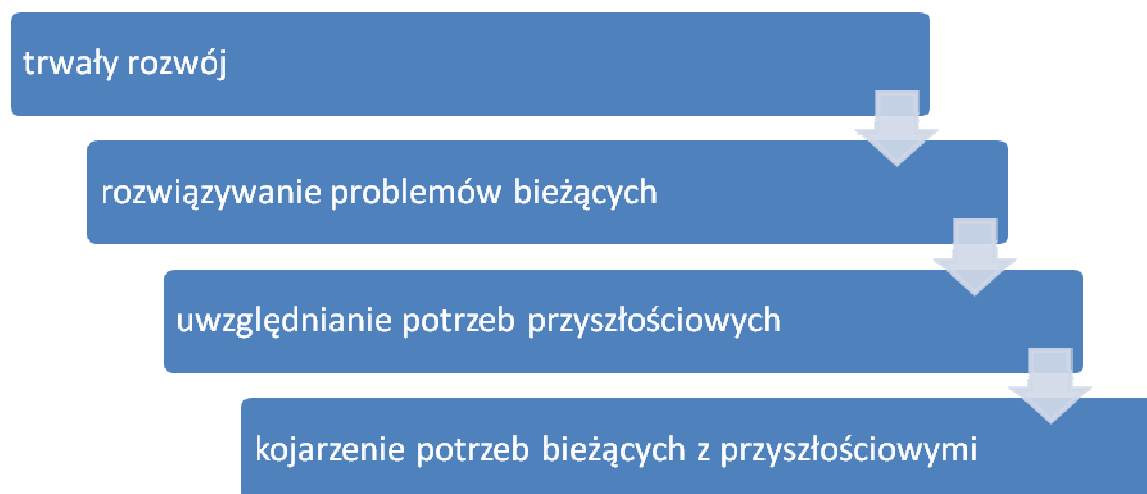 trwały rozwój
rozwiązywanie problemów bieżących
uwzględnianie potrzeb przyszłościowych
kojarzenie potrzeb bieżących z przyszłościowymi